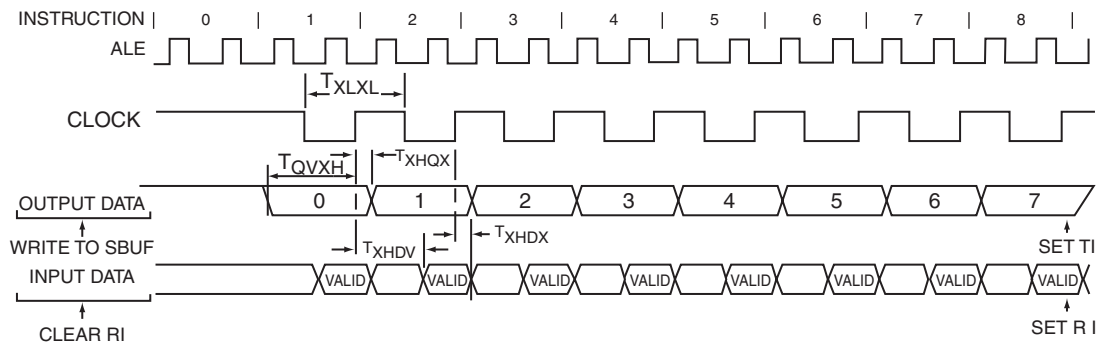 INSTRUCTION | 0 | 1 | 2 | 3 | 4 | 5 | 6 | 7 | 8 |
ALE
TXLXL
CLOCK
TQVXH
TXHQX
OUTPUT DATA
0 1 2 3 4 5 6 7
WRITE TO SBUF
TXHDV
TXHDX
SET TI
INPUT DATA
VALID VALID VALID VALID VALID VALID VALID VALID
CLEAR RI
SET R I